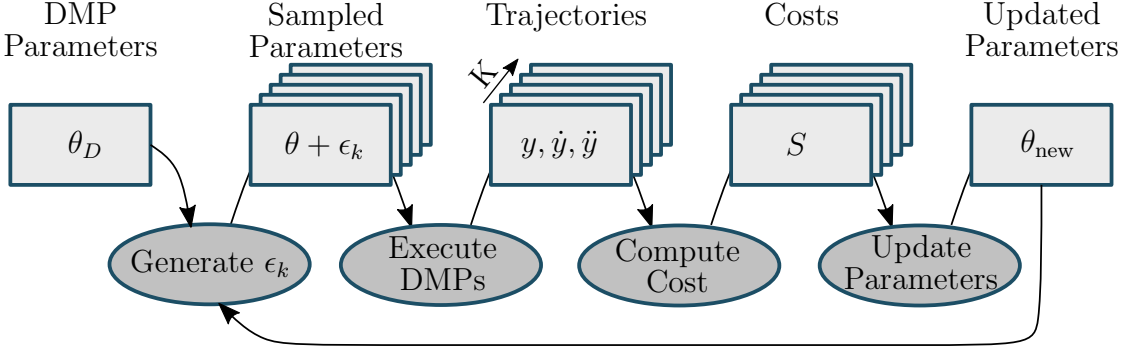 DMP
Parameters
Sampled
Parameters
Trajectories
Costs
Updated
Parameters
K
θ_D
θ + ϵ_k
y, ẏ, ÿ
S
θ_new
Generate ϵ_k
Execute
DMPs
Compute
Cost
Update
Parameters